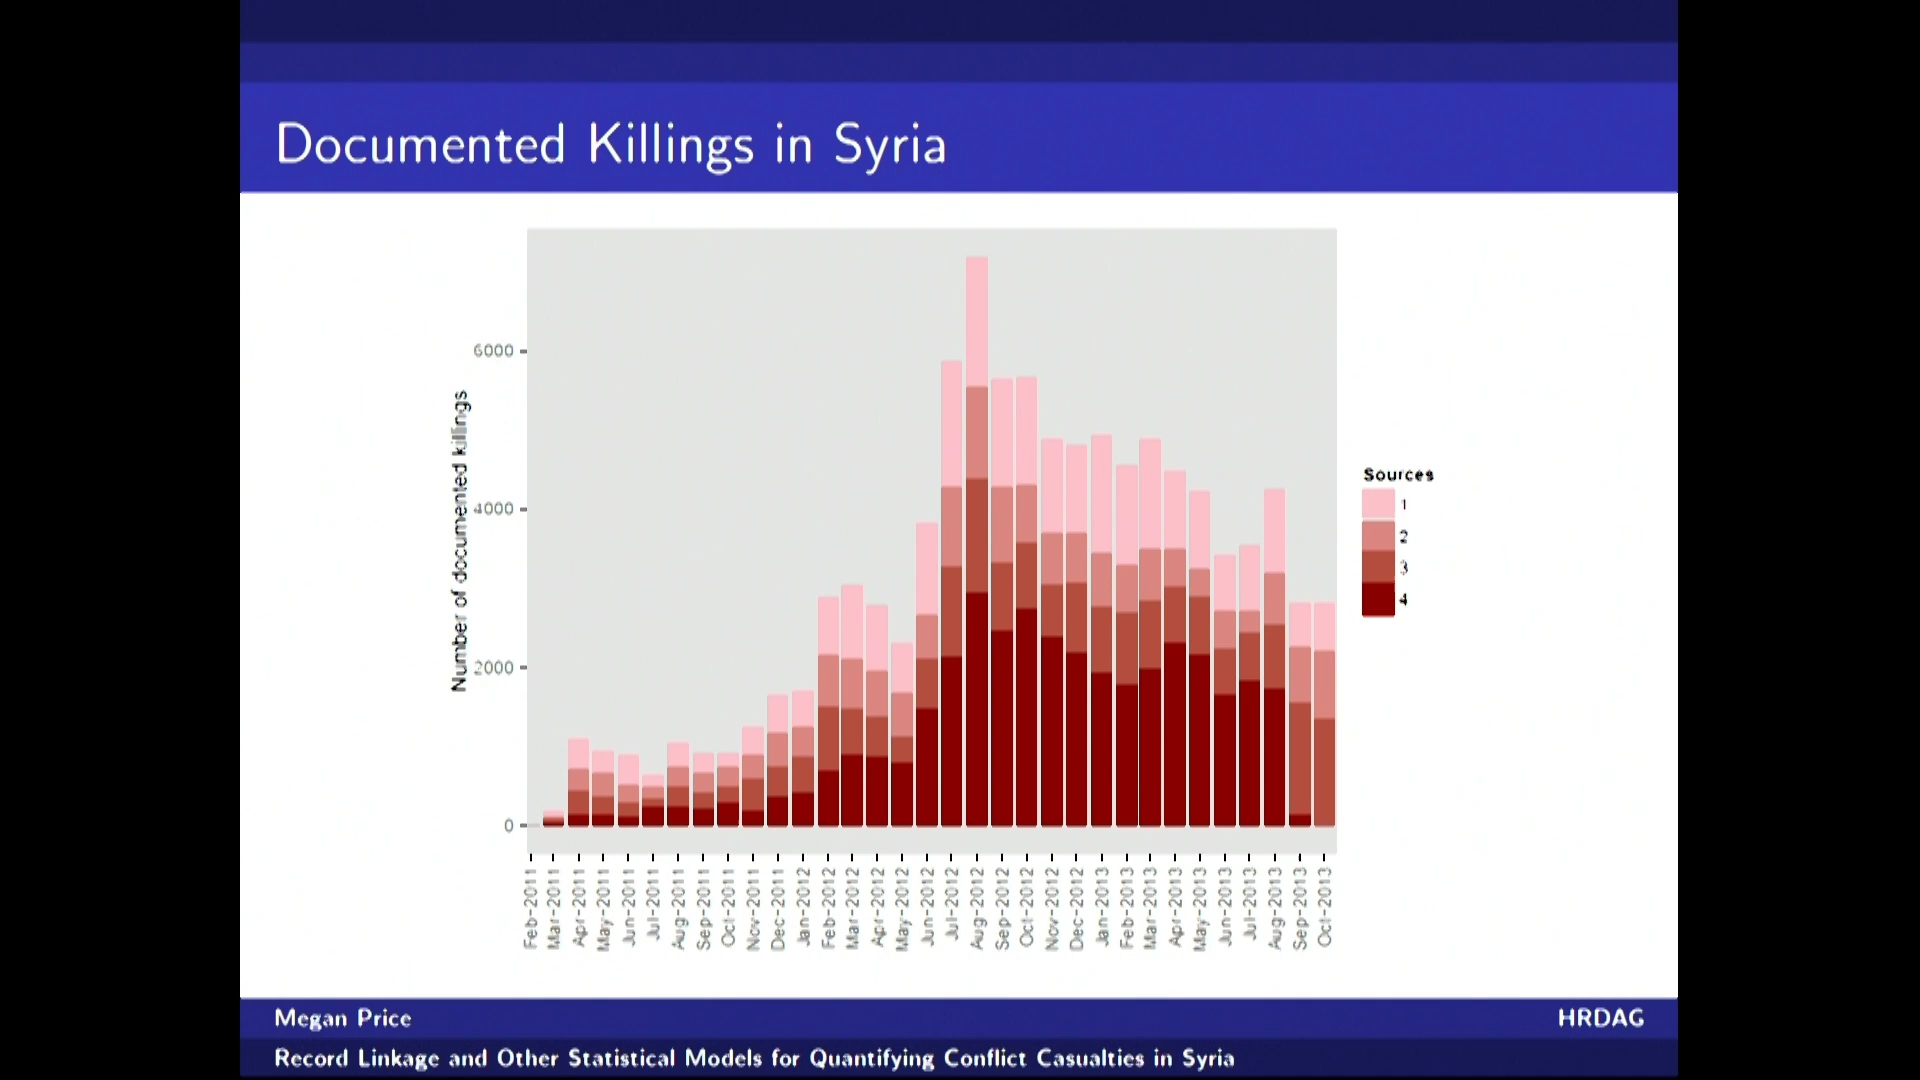 Documented Killings in Syria
Number of documented killings
6000
4000
2000
0
Feb-2011
Mar-2011
Apr-2011
May-2011
Jun-2011
Jul-2011
Aug-2011
Sep-2011
Oct-2011
Nov-2011
Dec-2011
Jan-2012
Feb-2012
Mar-2012
Apr-2012
May-2012
Jun-2012
Jul-2012
Aug-2012
Sep-2012
Oct-2012
Nov-2012
Dec-2012
Jan-2013
Feb-2013
Mar-2013
Apr-2013
May-2013
Jun-2013
Jul-2013
Aug-2013
Sep-2013
Oct-2013
Sources
1
2
3
4
Megan Price HRDAG
Record Linkage and Other Statistical Models for Quantifying Conflict Casualties in Syria